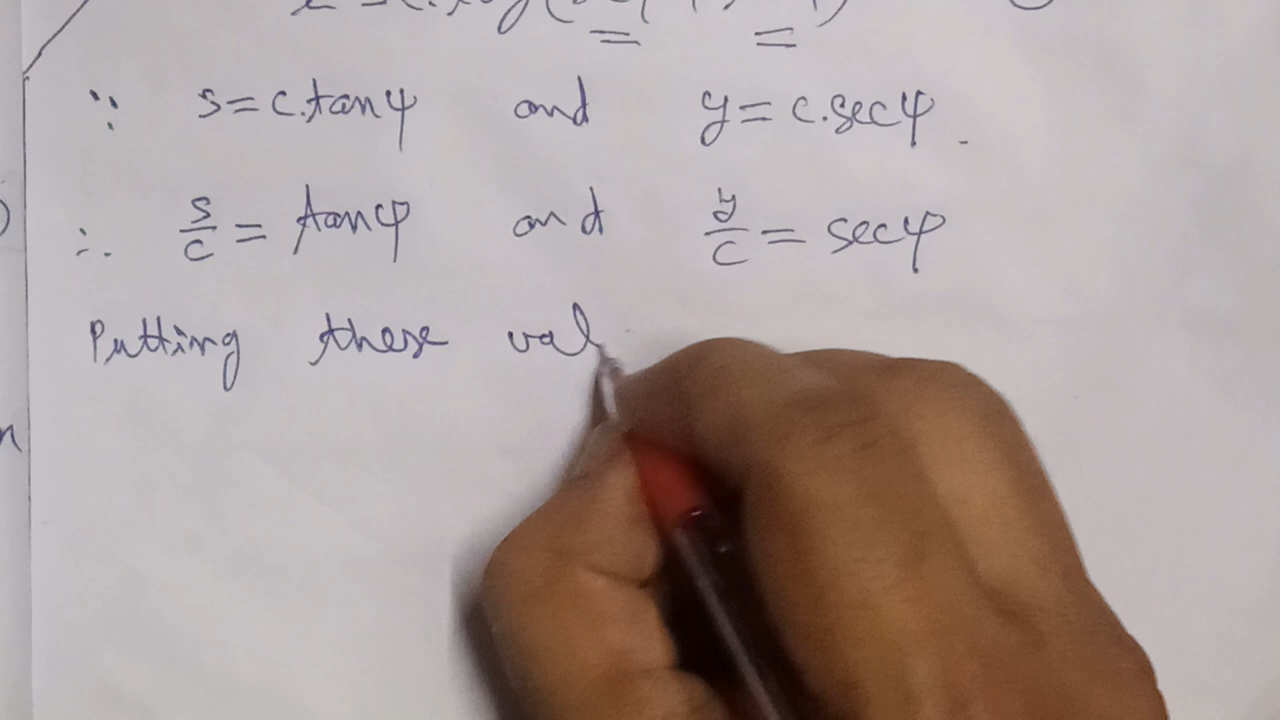 ∵ s = c.tanψ and y = c.secψ.
∴ s/c = tanψ and y/c = secψ
Putting these val